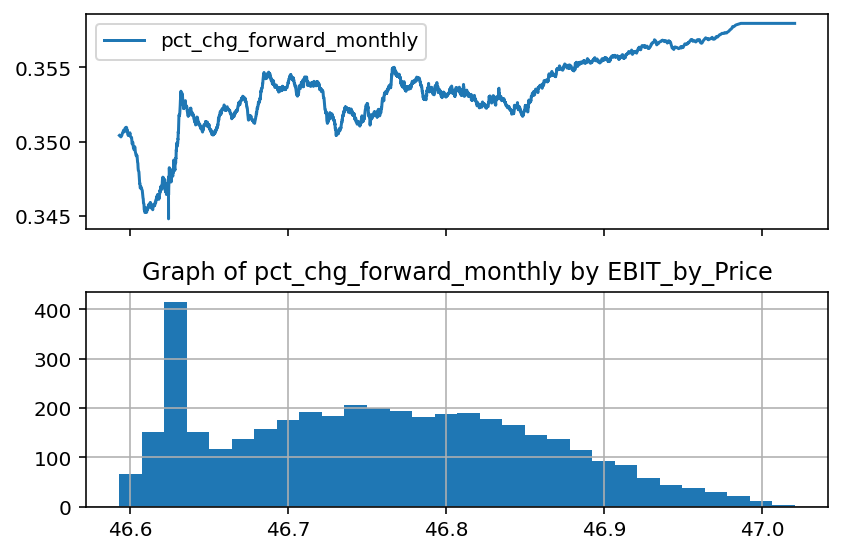 pct_chg_forward_monthly
0.355
0.350
0.345
Graph of pct_chg_forward_monthly by EBIT_by_Price
400
300
200
100
0
46.6 46.7 46.8 46.9 47.0